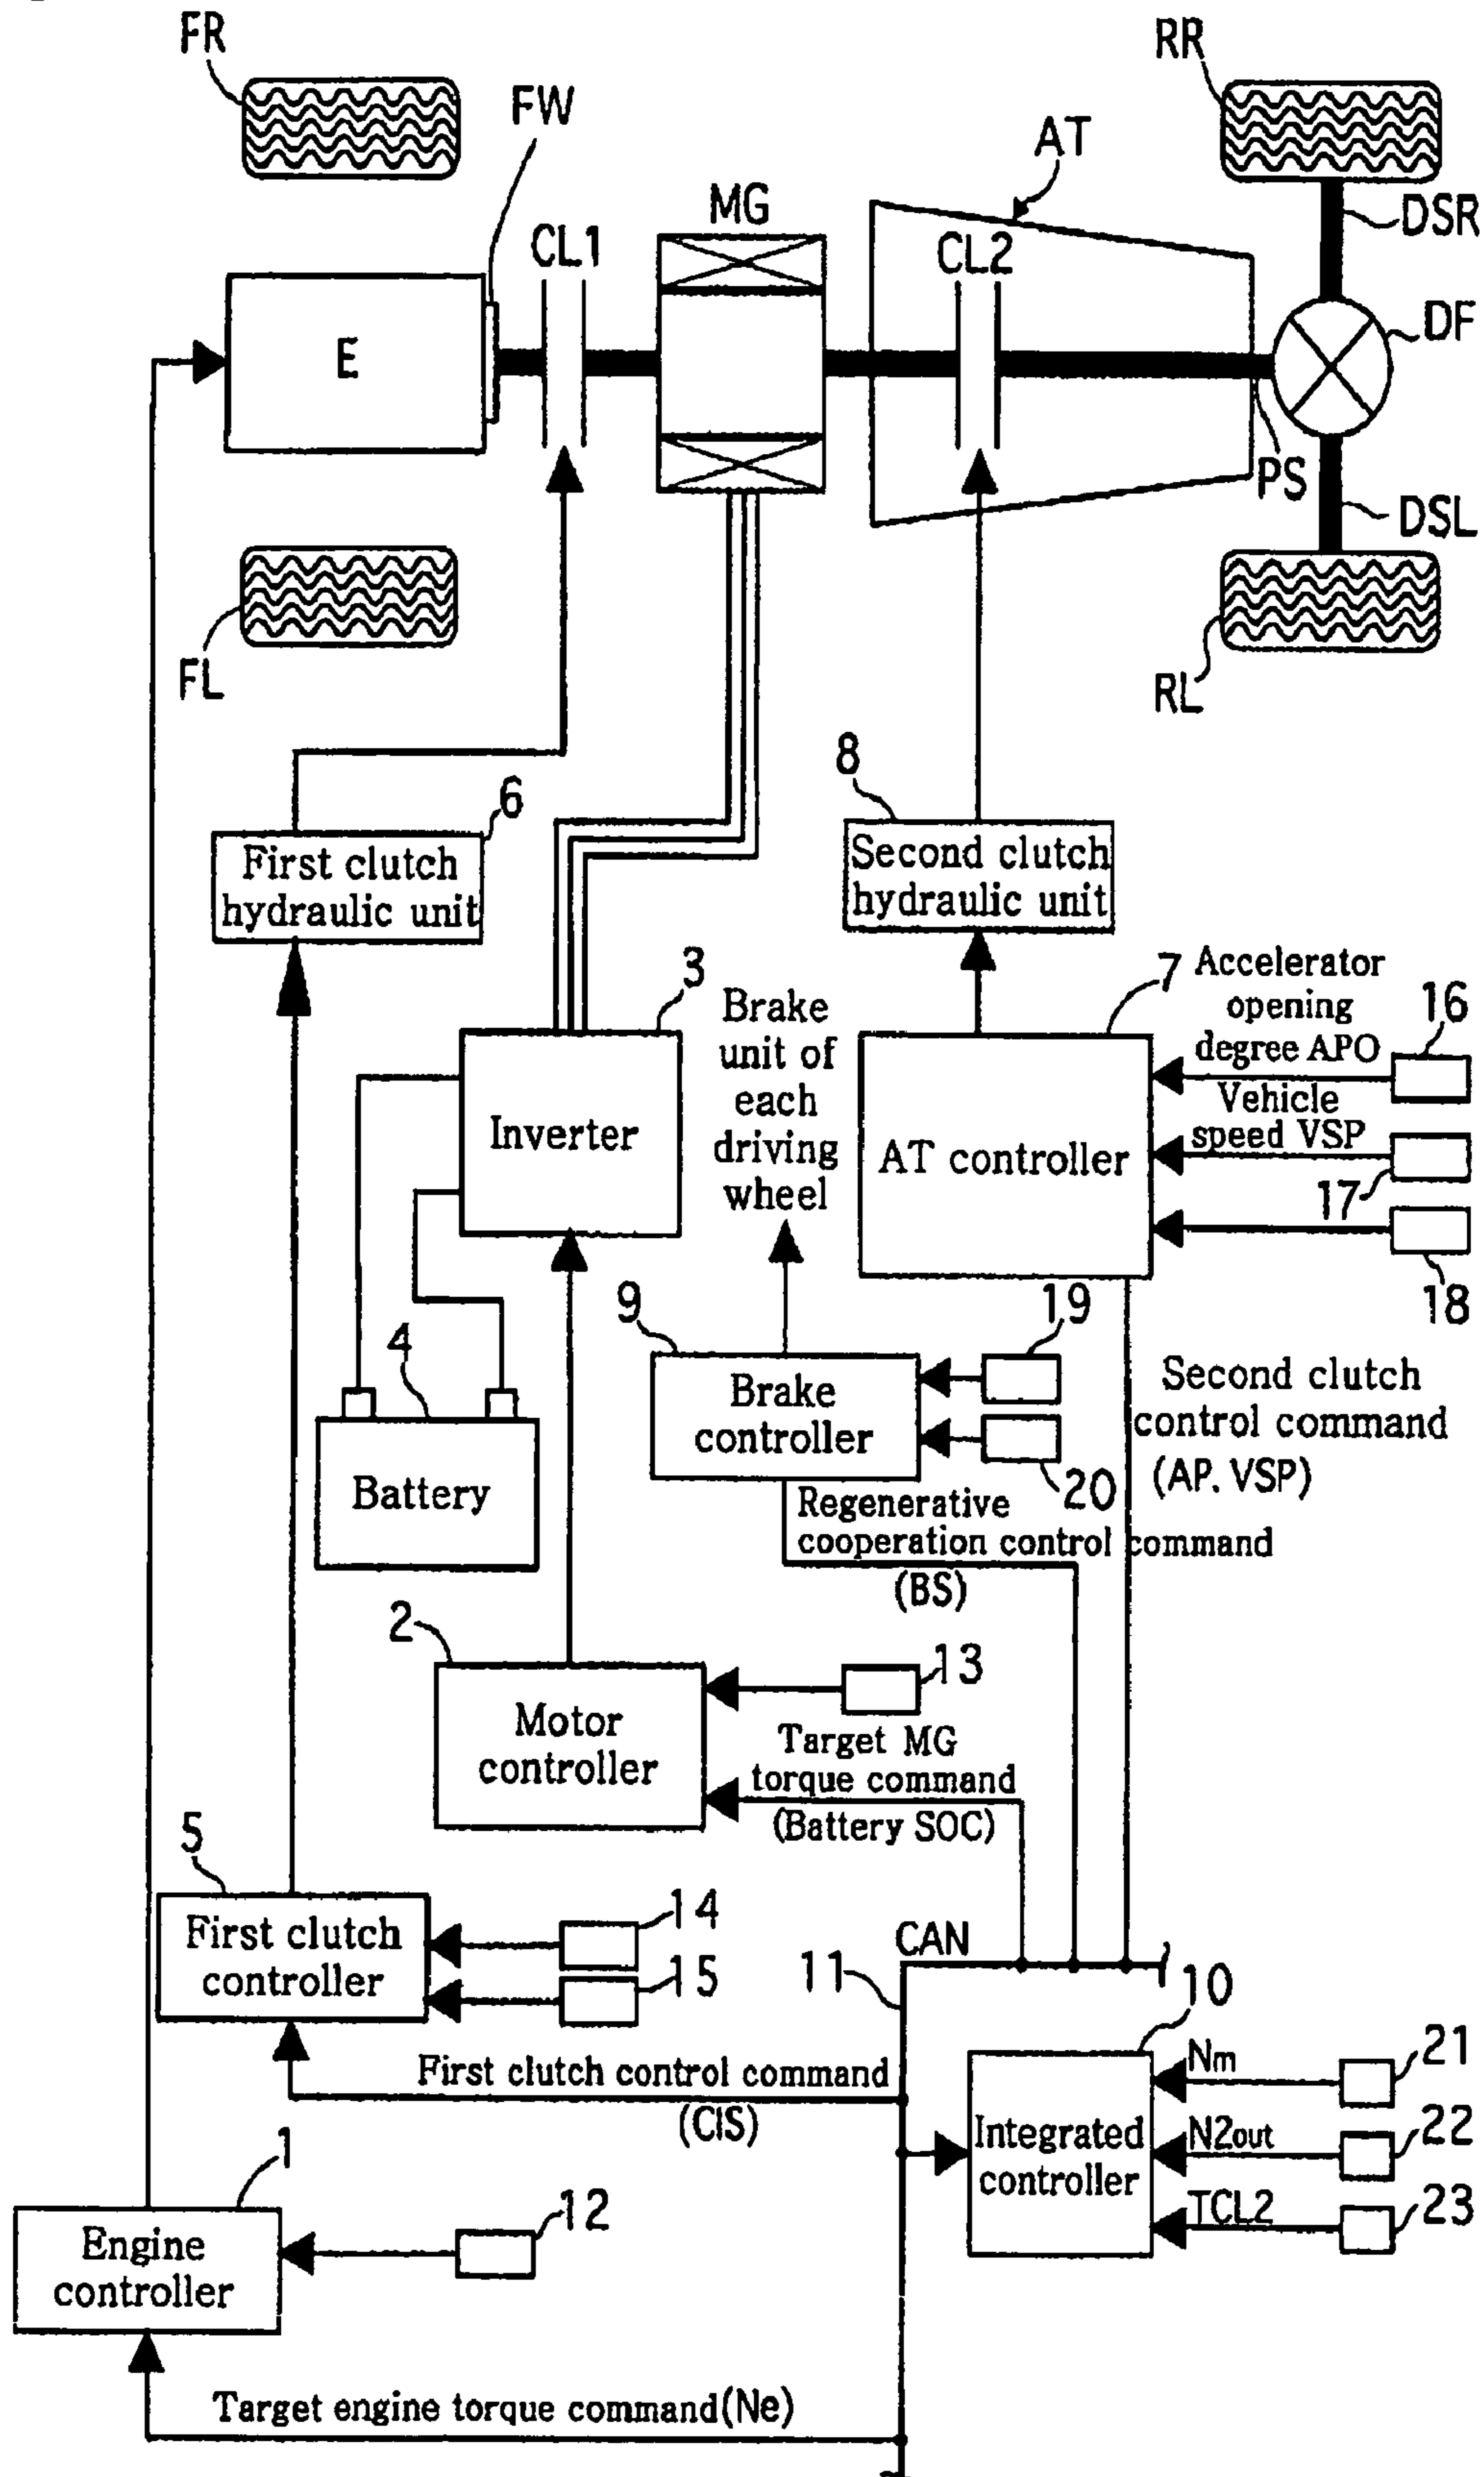 FR
RR
FW
AT
MG
DSR
CL1
CL2
DF
E
PS
DSL
FL
RL
8
6
First clutch
hydraulic unit
Second clutch
hydraulic unit
3
Brake
unit of
each
driving
wheel
7
Accelerator
opening
degree APO
16
Inverter
AT controller
Vehicle
speed VSP
17
18
9
19
4
Brake
controller
Second clutch
control command
(AP. VSP)
Battery
20
Regenerative
cooperation control command
(BS)
2
13
Motor
controller
Target MG
torque command
(Battery SOC)
5
14
First clutch
controller
15
CAN
11
10
First clutch control command
(CIS)
Nm
21
Integrated
controller
N2out
22
TCL2
23
1
12
Engine
controller
Target engine torque command(Ne)